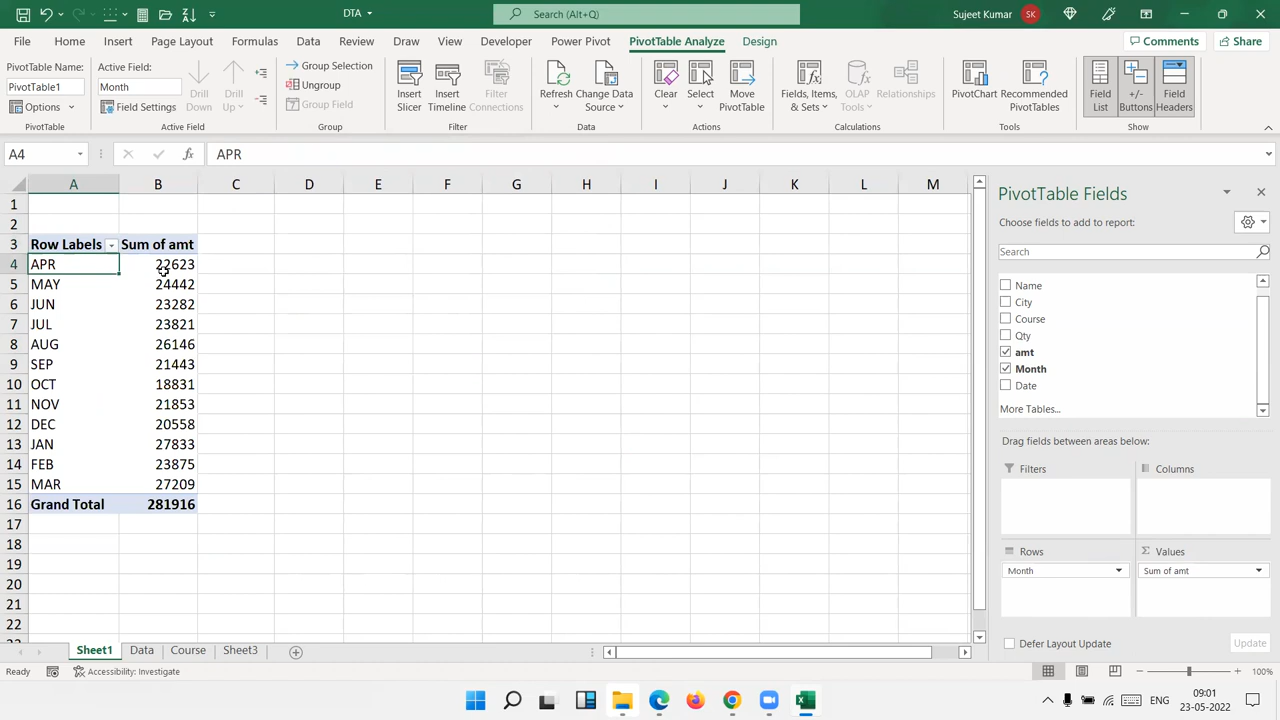 DTA
Search (Alt+Q)
Sujeet Kumar
SK
File
Home
Insert
Page Layout
Formulas
Data
Review
View
Developer
Power Pivot
PivotTable Analyze
Design
Comments
Share
PivotTable Name:
PivotTable1
Options
PivotTable
Active Field:
Month
Field Settings
Drill Down
Drill Up
Active Field
Group Selection
Ungroup
Group Field
Group
Insert Slicer
Insert Timeline
Filter Connections
Filter
Refresh
Change Data Source
Data
Clear
Select
Move PivotTable
Actions
Fields, Items, & Sets
OLAP Tools
Relationships
Calculations
PivotChart
Recommended PivotTables
Tools
Field List
+/- Buttons
Field Headers
Show
A4
fx
APR
A B C D E F G H I J K L M
1
2
3 Row Labels Sum of amt
4 APR 22623
5 MAY 24442
6 JUN 23282
7 JUL 23821
8 AUG 26146
9 SEP 21443
10 OCT 18831
11 NOV 21853
12 DEC 20558
13 JAN 27833
14 FEB 23875
15 MAR 27209
16 Grand Total 281916
17
18
19
20
21
22
PivotTable Fields
Choose fields to add to report:
Search
Name
City
Course
Qty
amt
Month
Date
More Tables...
Drag fields between areas below:
Filters
Columns
Rows
Values
Month
Sum of amt
Defer Layout Update
Update
Sheet1
Data
Course
Sheet3
Ready
Accessibility: Investigate
100%
ENG
09:01
23-05-2022